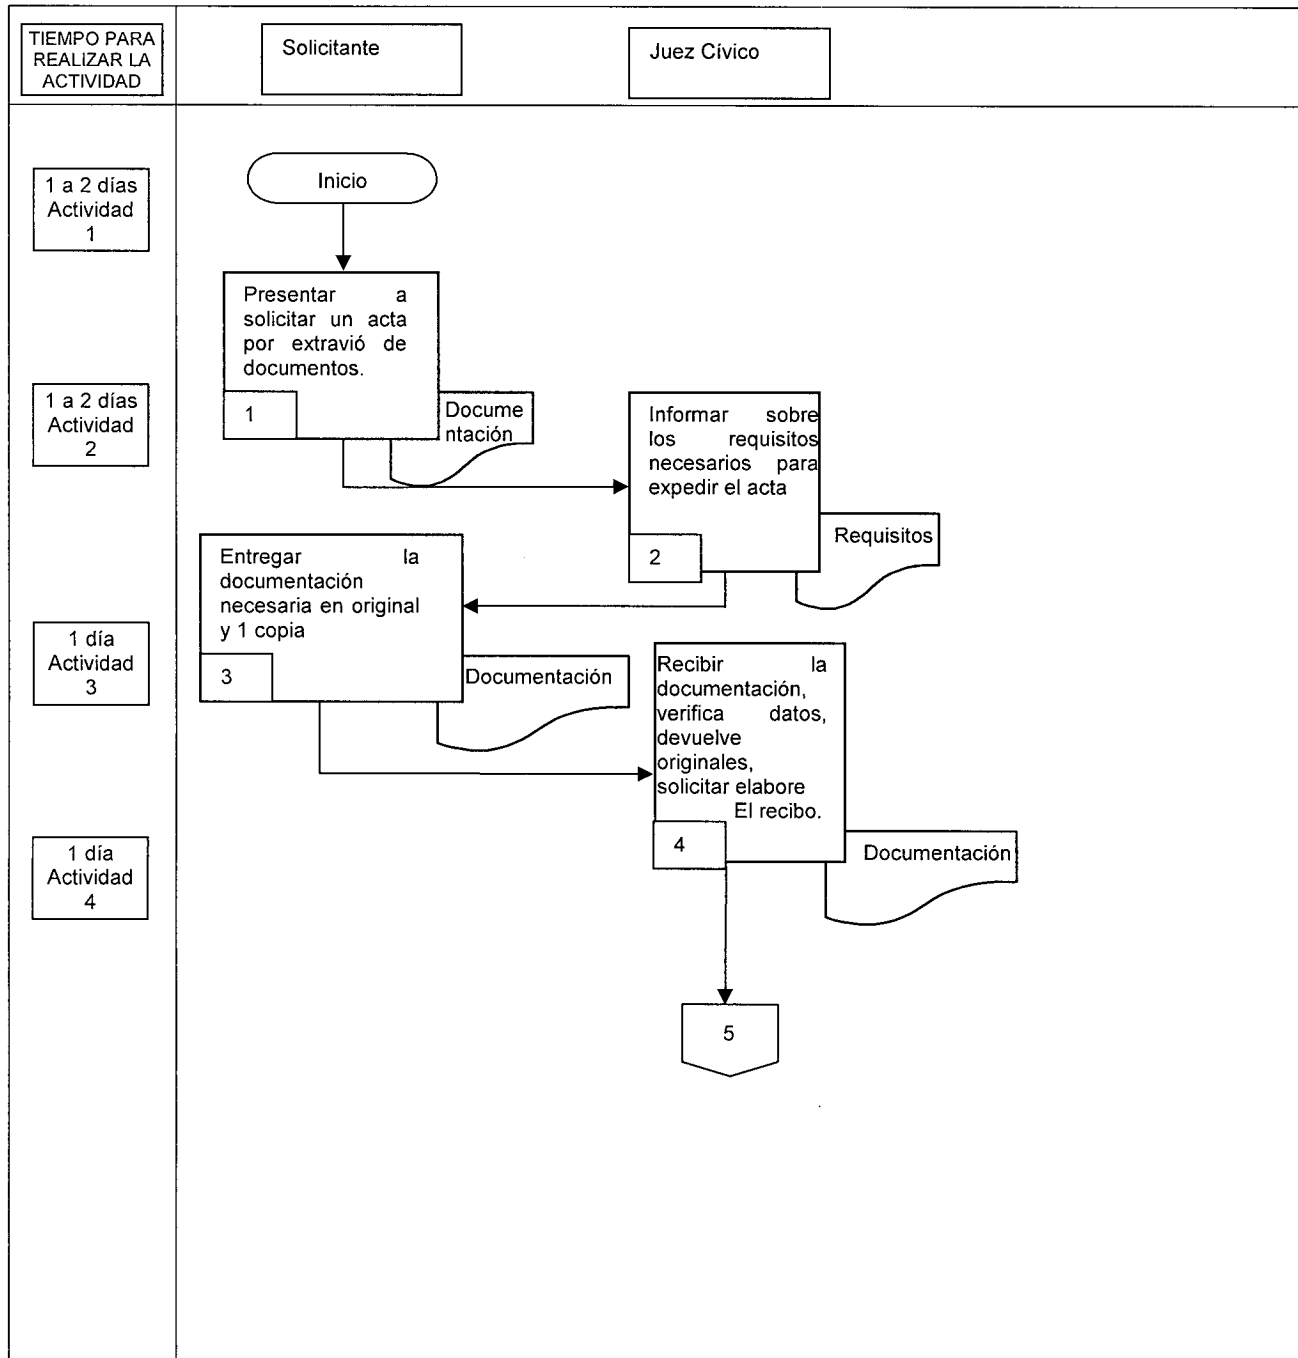 TIEMPO PARA
REALIZAR LA
ACTIVIDAD
Solicitante
Juez Cívico
1 a 2 días
Actividad
1
Inicio
Presentar a
solicitar un acta
por extravió de
documentos.
1
Docume
ntación
1 a 2 días
Actividad
2
Informar sobre
los requisitos
necesarios para
expedir el acta
2
Requisitos
Entregar la
documentación
necesaria en original
y 1 copia
3
Documentación
1 día
Actividad
3
Recibir la
documentación,
verifica datos,
devuelve
originales,
solicitar elabore
El recibo.
4
Documentación
1 día
Actividad
4
5